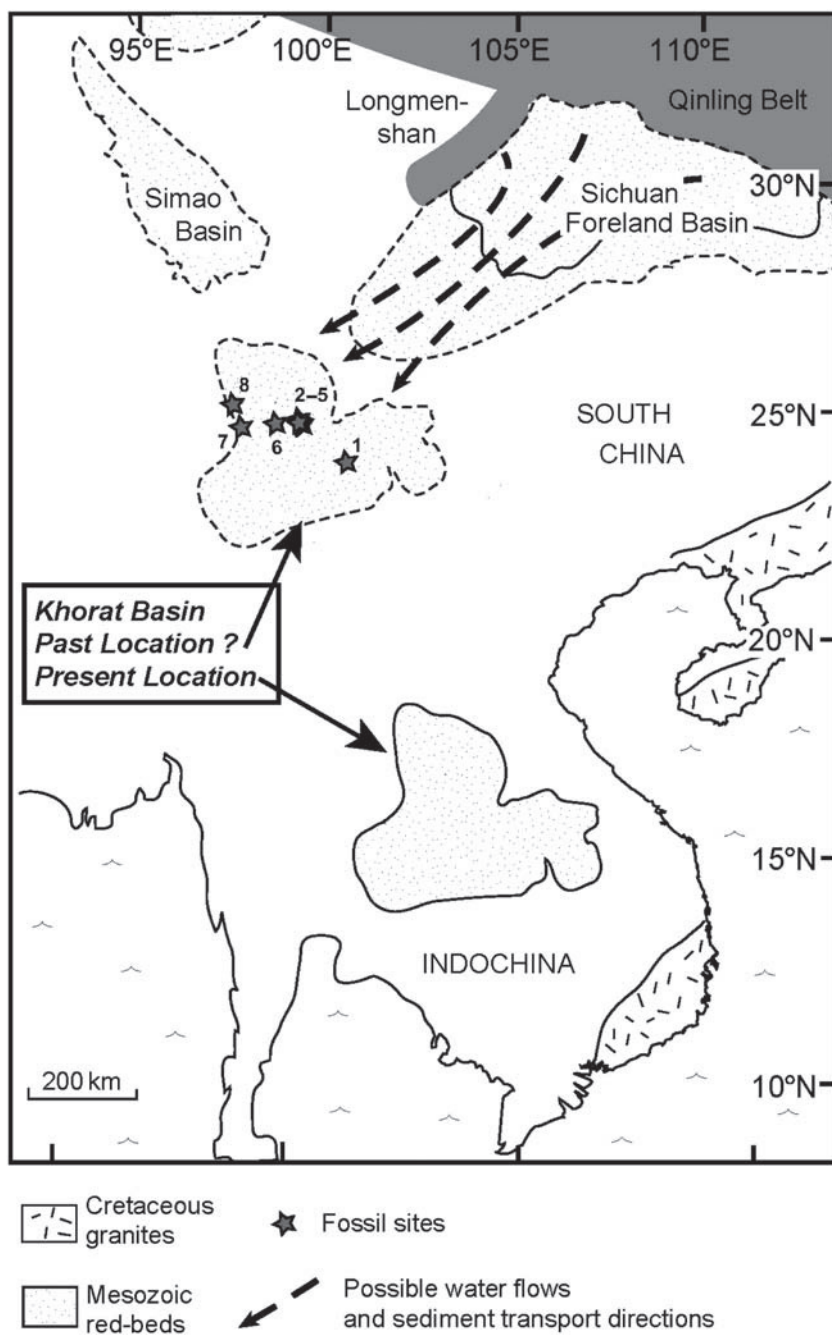 95°E 100°E 105°E 110°E
Longmen-
shan
Qinling Belt
30°N
Simao
Basin
Sichuan
Foreland Basin
8
2–5
7
6
1
25°N
SOUTH
CHINA
Khorat Basin
Past Location ?
Present Location
20°N
15°N
INDOCHINA
200 km
10°N
100°E 105°E
Cretaceous
granites
Fossil sites
Mesozoic
red-beds
Possible water flows
and sediment transport directions